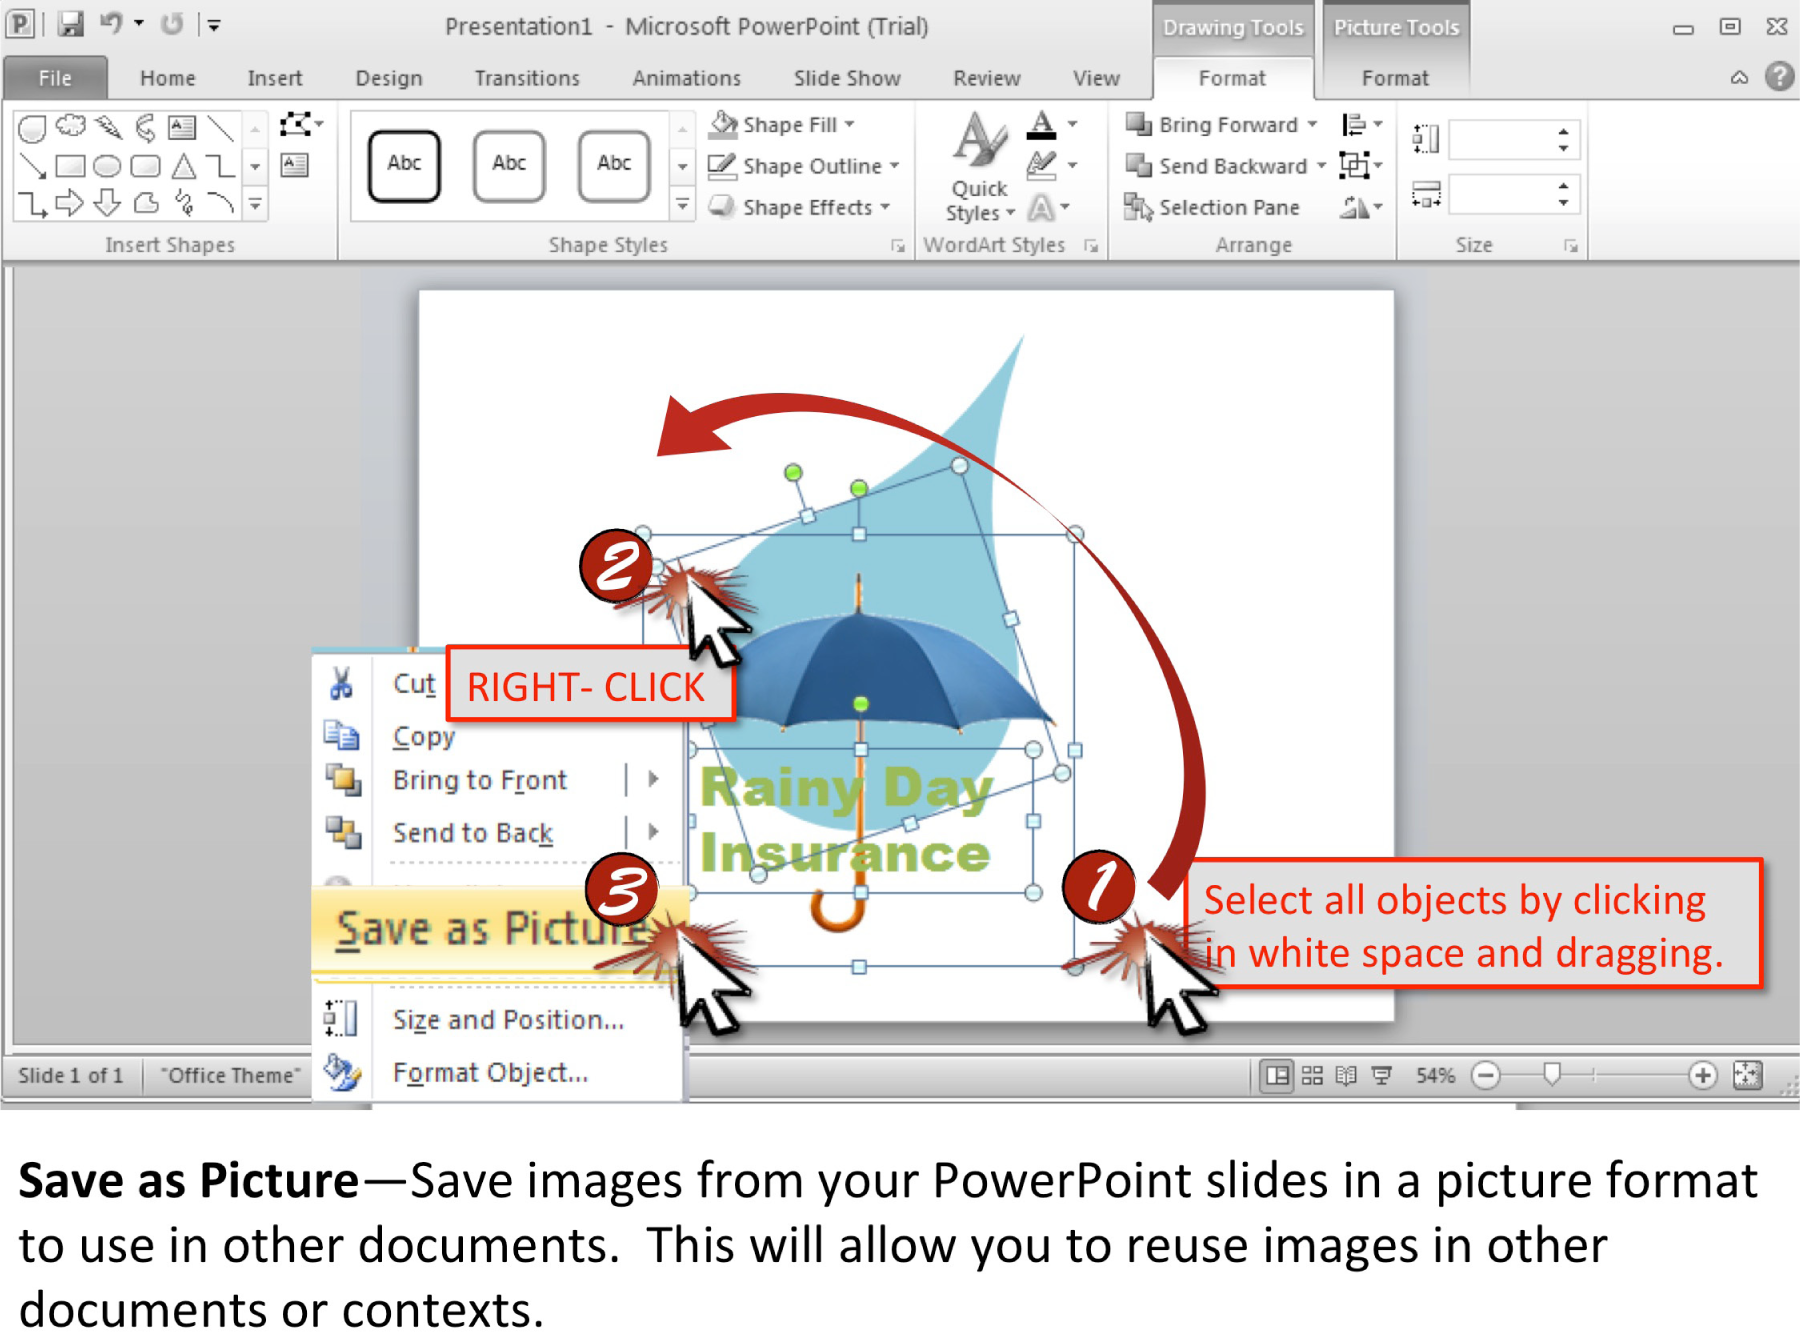 Presentation1 - Microsoft PowerPoint (Trial)
Drawing Tools
Picture Tools
File
Home
Insert
Design
Transitions
Animations
Slide Show
Review
View
Format
Format
Abc
Abc
Abc
Shape Fill
Shape Outline
Shape Effects
Quick
Styles
Bring Forward
Send Backward
Selection Pane
Insert Shapes
Shape Styles
WordArt Styles
Arrange
Size
2
RIGHT- CLICK
Cut
Copy
Bring to Front
Send to Back
3
Save as Picture
Size and Position...
Format Object...
Rainy Day
Insurance
1
Select all objects by clicking
in white space and dragging.
Slide 1 of 1
"Office Theme"
54%
Save as Picture—Save images from your PowerPoint slides in a picture format
to use in other documents.  This will allow you to reuse images in other
documents or contexts.